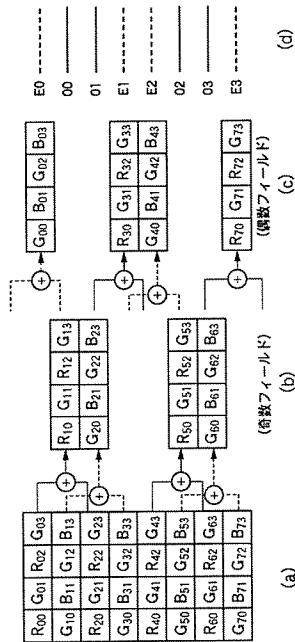 R00 G01 R02 G03
G10 B11 G12 B13
R20 G21 R22 G23
G30 B31 G32 B33
R40 G41 R42 G43
G50 B51 G52 B53
R60 G61 R62 G63
G70 B71 G72 B73
(a)
R10 G11 R12 G13
G20 B21 G22 B23
R50 G51 R52 G53
G60 B61 G62 B63
(奇数フィールド)
(b)
G00 B01 G02 B03
R30 G31 R32 G33
G40 B41 G42 B43
R70 G71 R72 G73
(偶数フィールド)
(c)
E0
00
01
E1
E2
02
03
E3
(d)